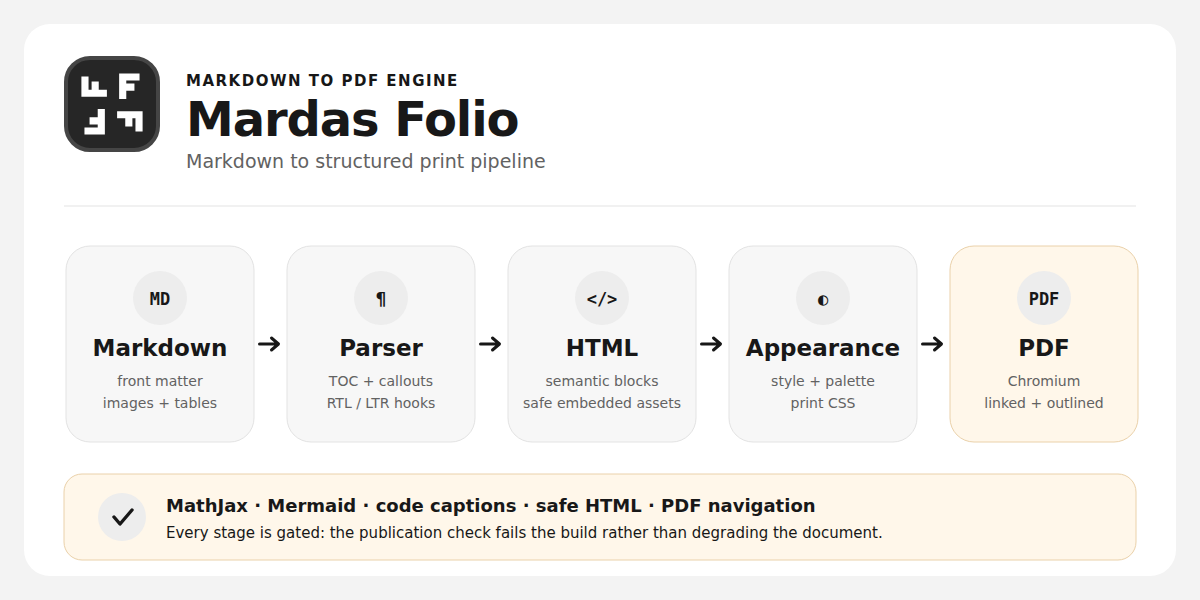 MARKDOWN TO PDF ENGINE
Mardas Folio
Markdown to structured print pipeline
MD
Markdown
front matter
images + tables
¶
Parser
TOC + callouts
RTL / LTR hooks
</>
HTML
semantic blocks
safe embedded assets
◐
Appearance
style + palette
print CSS
PDF
PDF
Chromium
linked + outlined
MathJax · Mermaid · code captions · safe HTML · PDF navigation
Every stage is gated: the publication check fails the build rather than degrading the document.